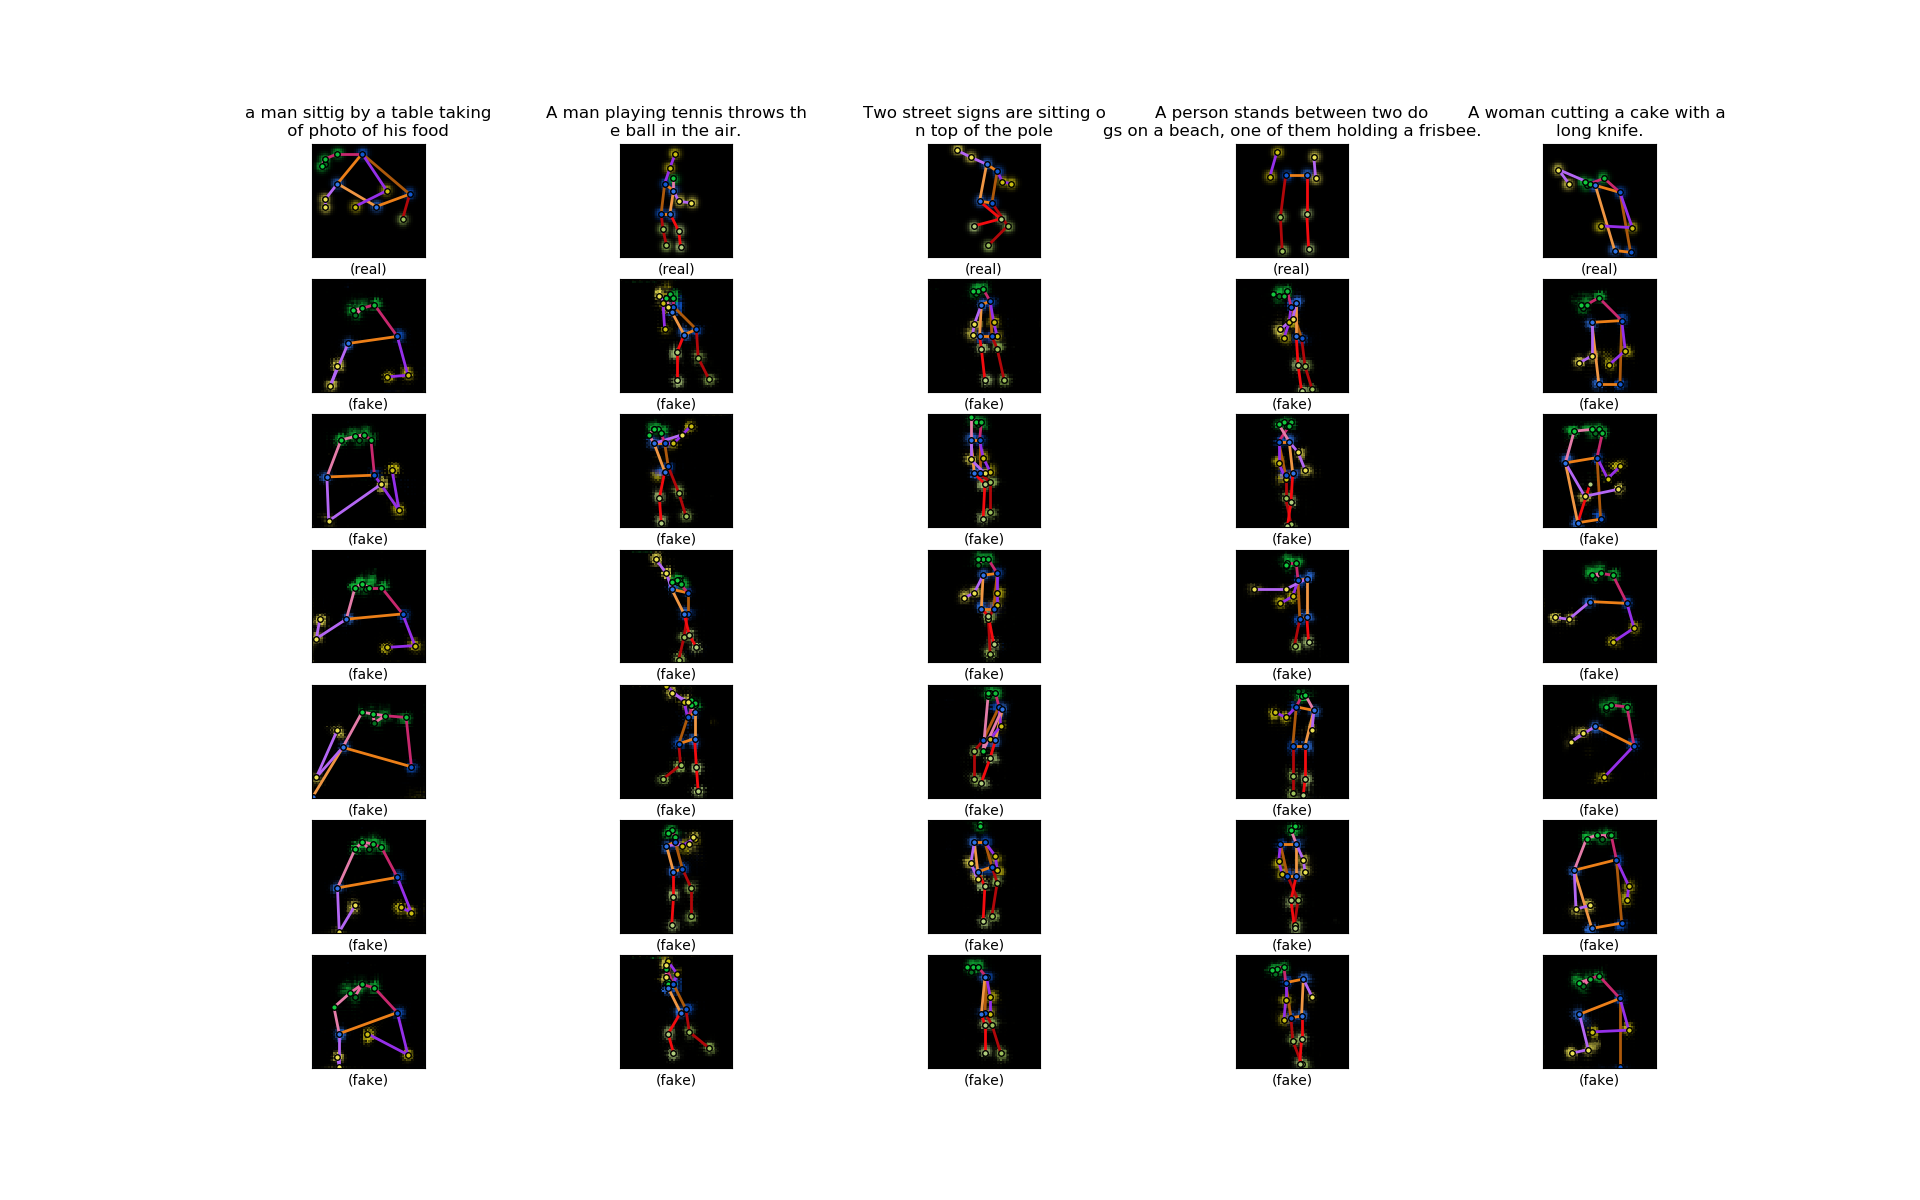 a man sittig by a table taking
of photo of his food
A man playing tennis throws th
e ball in the air.
Two street signs are sitting o
n top of the pole
A person stands between two do
gs on a beach, one of them holding a frisbee.
A woman cutting a cake with a
long knife.
(real) (real) (real) (real) (real)
(fake) (fake) (fake) (fake) (fake)
(fake) (fake) (fake) (fake) (fake)
(fake) (fake) (fake) (fake) (fake)
(fake) (fake) (fake) (fake) (fake)
(fake) (fake) (fake) (fake) (fake)
(fake) (fake) (fake) (fake) (fake)